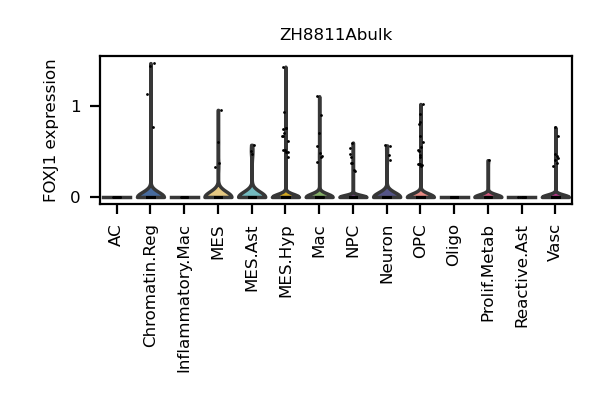 ZH8811Abulk
FOXJ1 expression
1
0
AC
Chromatin.Reg
Inflammatory.Mac
MES
MES.Ast
MES.Hyp
Mac
NPC
Neuron
OPC
Oligo
Prolif.Metab
Reactive.Ast
Vasc